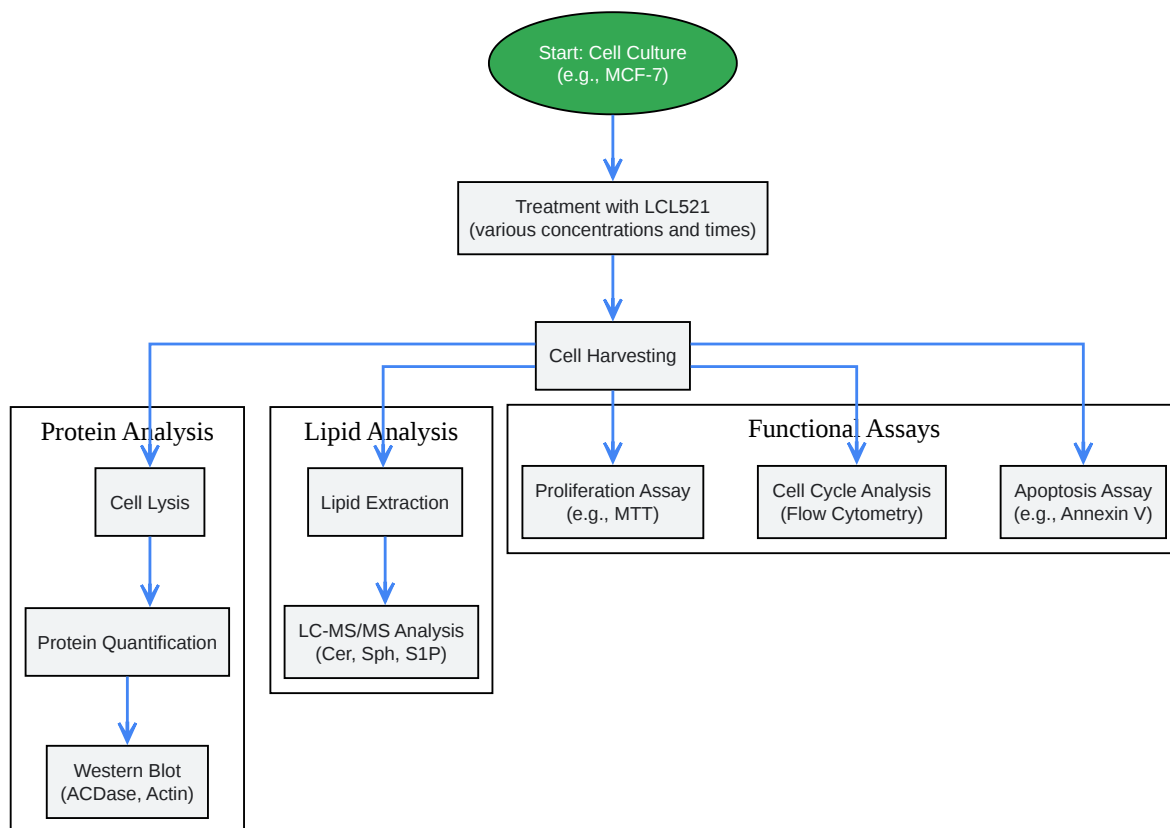 Start: Cell Culture
(e.g., MCF-7)
Treatment with LCL521
(various concentrations and times)
Cell Harvesting
Protein Analysis
Cell Lysis
Protein Quantification
Western Blot
(ACDase, Actin)
Lipid Analysis
Lipid Extraction
LC-MS/MS Analysis
(Cer, Sph, S1P)
Functional Assays
Proliferation Assay
(e.g., MTT)
Cell Cycle Analysis
(Flow Cytometry)
Apoptosis Assay
(e.g., Annexin V)